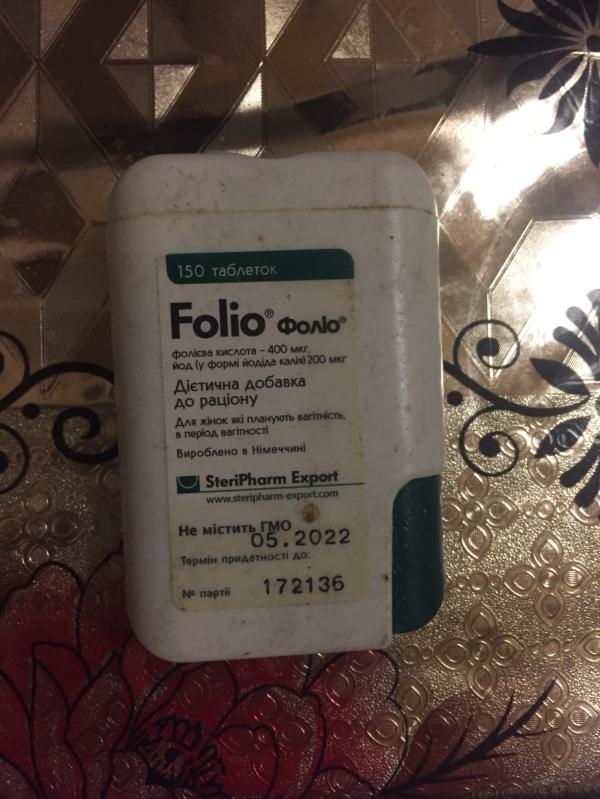 150 таблеток
Folio® Фоліо®
фолієва кислота – 400 мкг,
йод (у формі йодіда калія) 200 мкг
Дієтична добавка
до раціону
Для жінок які планують вагітність,
в період вагітності
Вироблено в Німеччині
SteriPharm Export
www.steripharm-export.com
Не містить ГМО
05.2022
Термін придатності до:
№ партії 172136